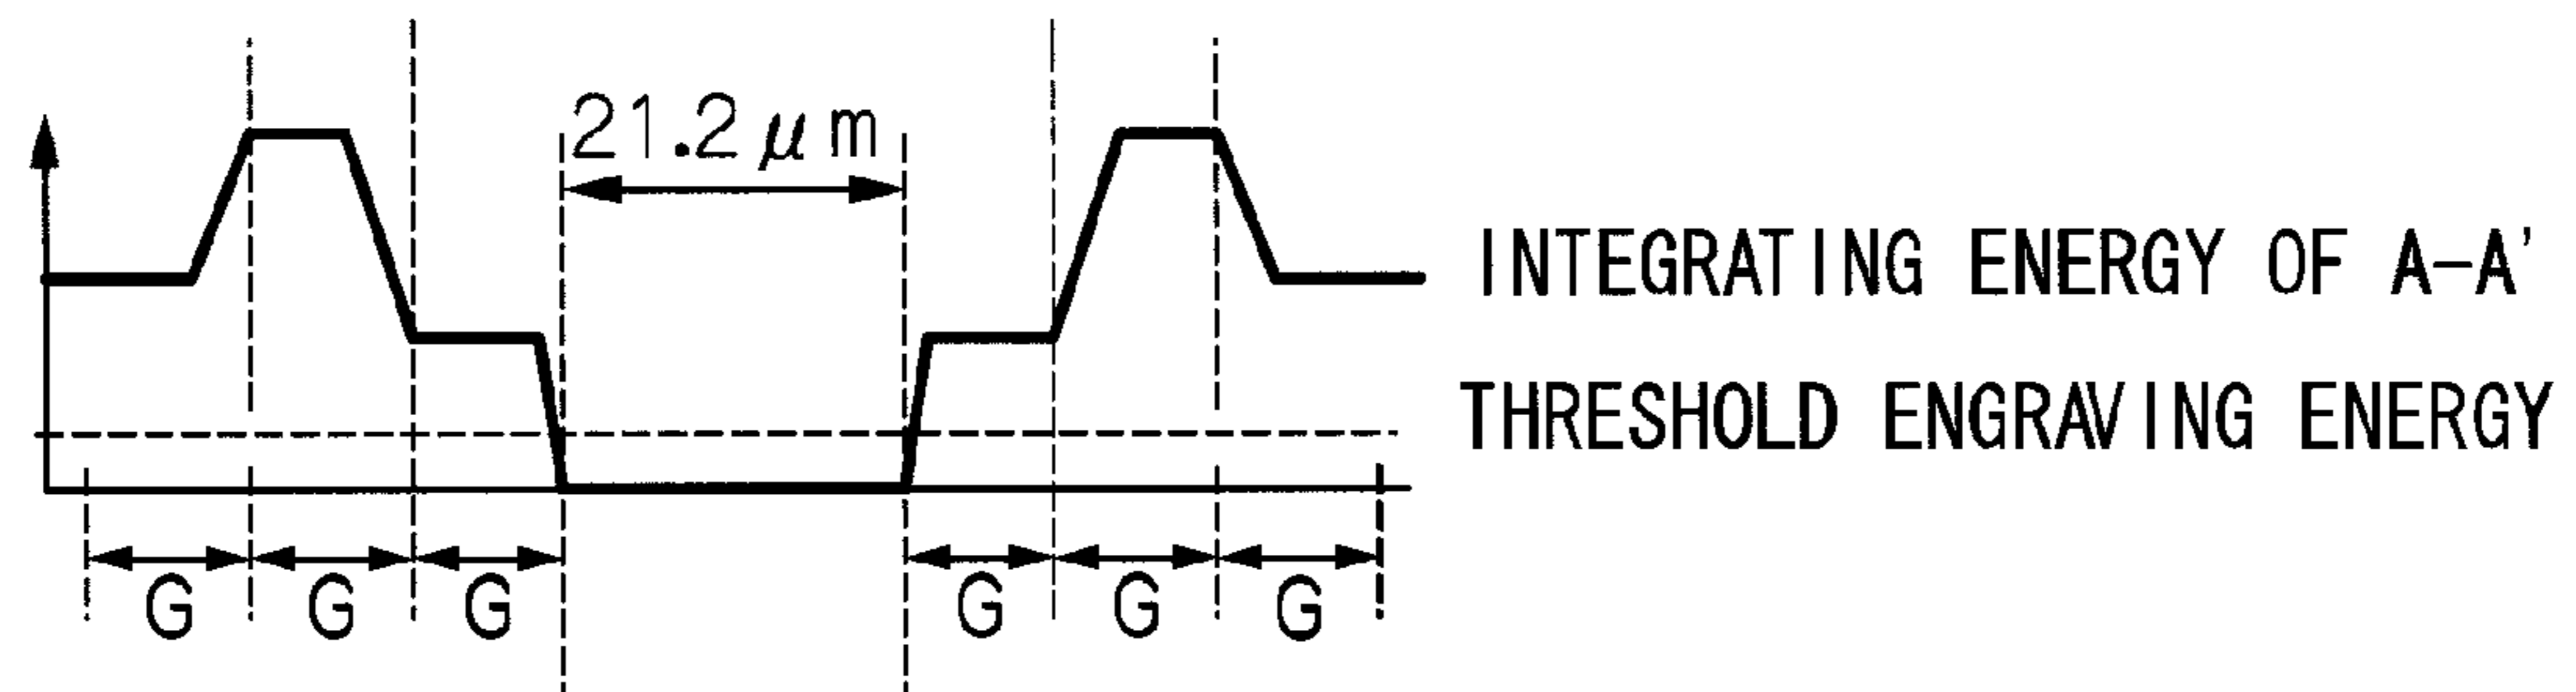 21.2μm
INTEGRATING ENERGY OF A-A'
THRESHOLD ENGRAVING ENERGY
G G G G G G